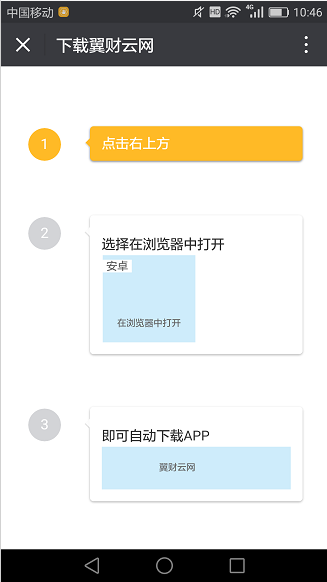 中国移动
HD
4G
10:46
下载翼财云网
1
点击右上方
2
选择在浏览器中打开
安卓
在浏览器中打开
3
即可自动下载APP
翼财云网